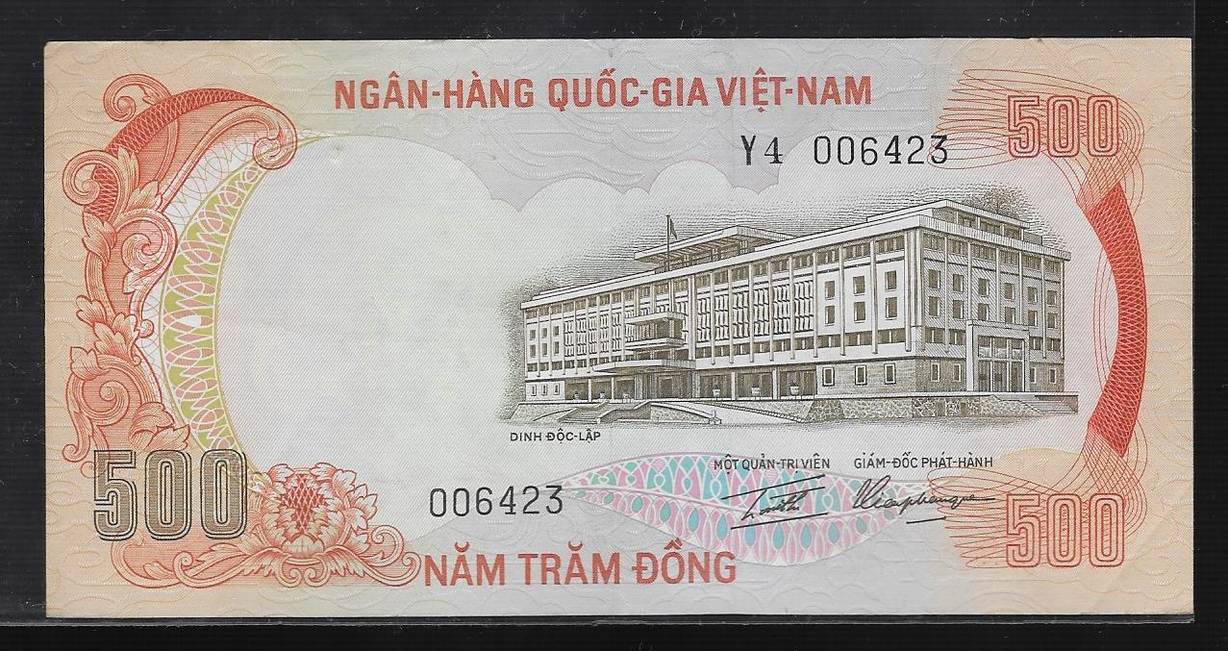 NGÂN-HÀNG QUỐC-GIA VIỆT-NAM
500
Y4 006423
DINH ĐỘC-LẬP
MỘT QUẢN-TRỊ VIÊN GIÁM-ĐỐC PHÁT-HÀNH
500
006423
500
NĂM TRĂM ĐỒNG